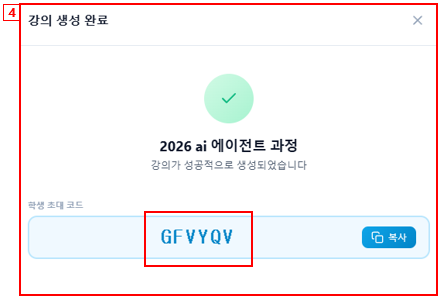 4
강의 생성 완료
2026 ai 에이전트 과정
강의가 성공적으로 생성되었습니다
학생 초대 코드
GFVYQV
복사